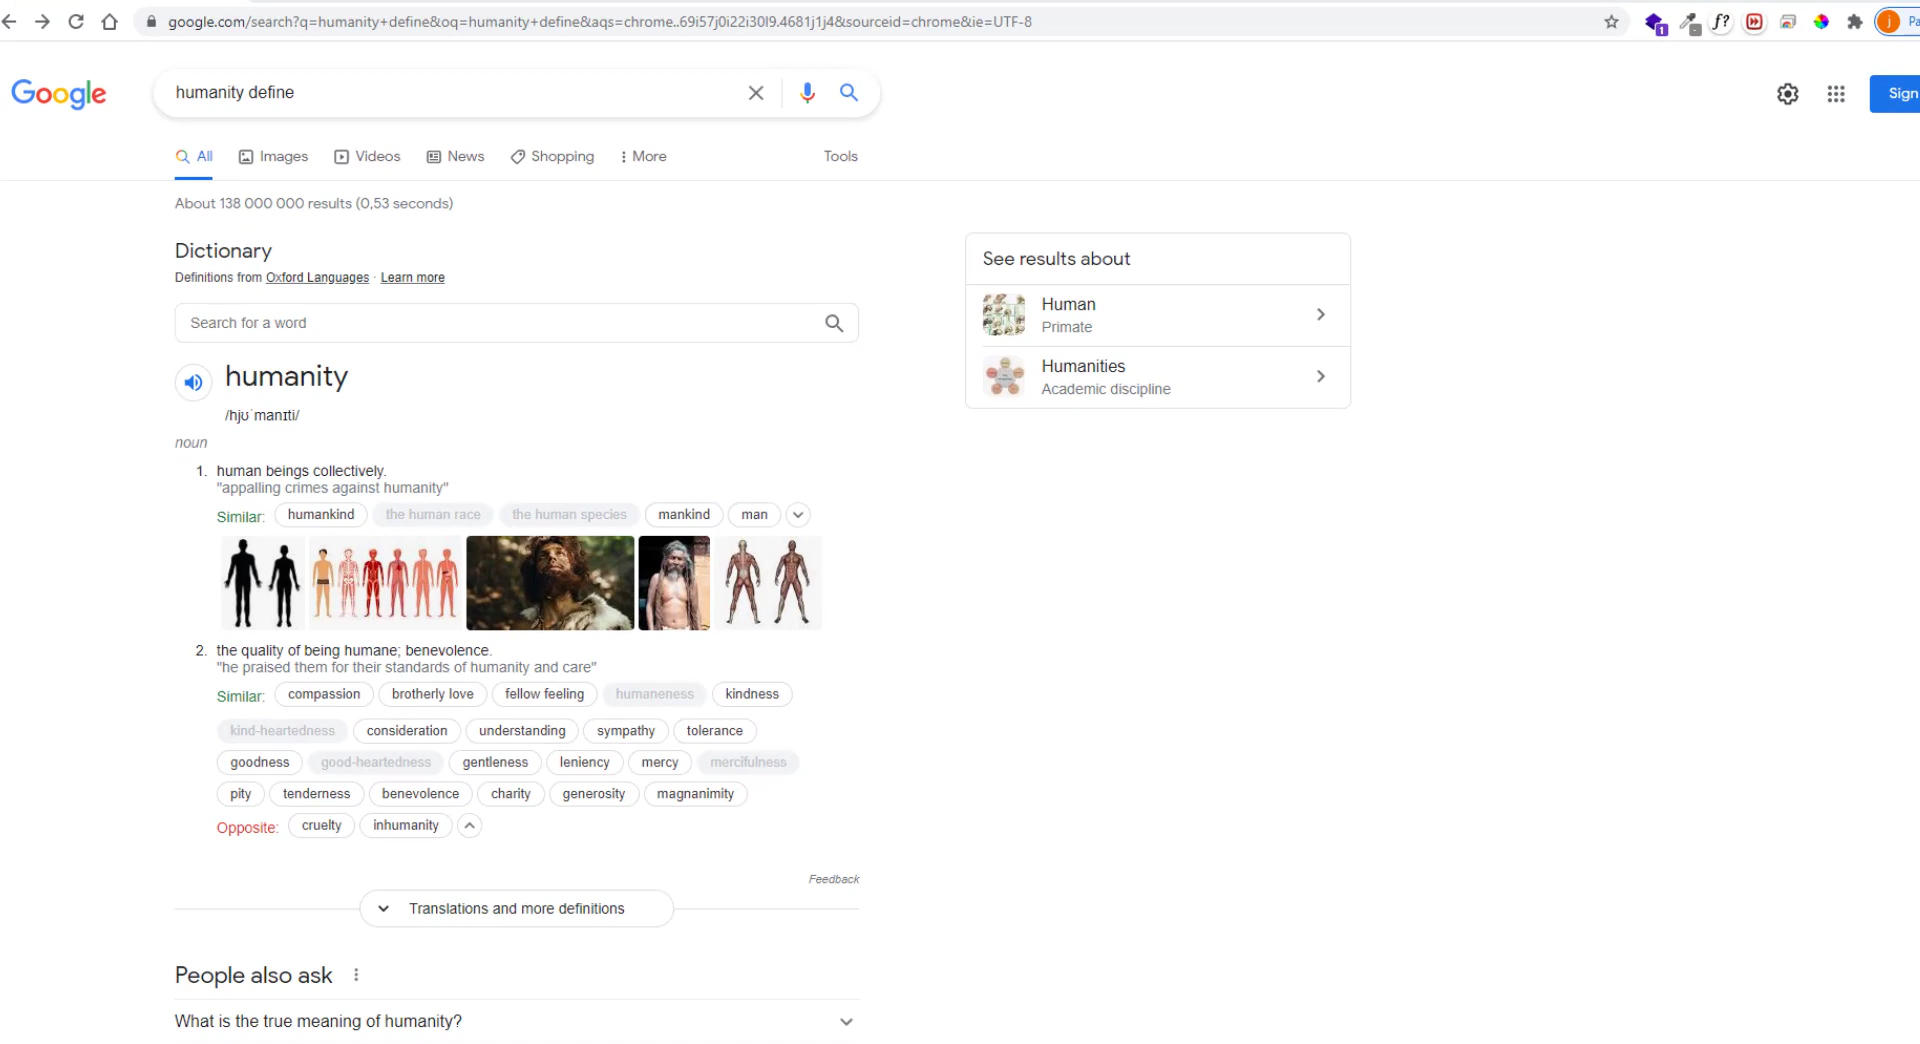 google.com/search?q=humanity+define&oq=humanity+define&aqs=chrome..69i57j0i22i30l9.4681j1j4&sourceid=chrome&ie=UTF-8
1
f?
j
Pa
Google
humanity define
Sign
All Images Videos News Shopping More Tools
About 138 000 000 results (0,53 seconds)
Dictionary
Definitions from Oxford Languages · Learn more
Search for a word
humanity
/hjʊˈmanɪti/
noun
1. human beings collectively.
"appalling crimes against humanity"
Similar: humankind the human race the human species mankind man
2. the quality of being humane; benevolence.
"he praised them for their standards of humanity and care"
Similar: compassion brotherly love fellow feeling humaneness kindness
kind-heartedness consideration understanding sympathy tolerance
goodness good-heartedness gentleness leniency mercy mercifulness
pity tenderness benevolence charity generosity magnanimity
Opposite: cruelty inhumanity
Feedback
Translations and more definitions
People also ask
What is the true meaning of humanity?
See results about
Human
Primate
Humanities
Academic discipline